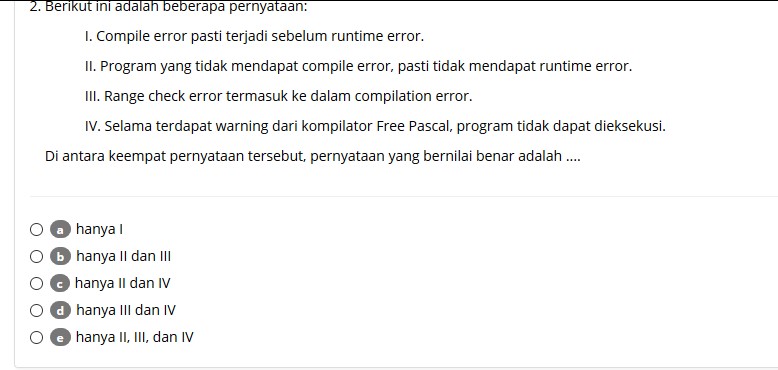 2. Berikut ini adalah beberapa pernyataan:
I. Compile error pasti terjadi sebelum runtime error.
II. Program yang tidak mendapat compile error, pasti tidak mendapat runtime error.
III. Range check error termasuk ke dalam compilation error.
IV. Selama terdapat warning dari kompilator Free Pascal, program tidak dapat dieksekusi.
Di antara keempat pernyataan tersebut, pernyataan yang bernilai benar adalah ....
a hanya I
b hanya II dan III
c hanya II dan IV
d hanya III dan IV
e hanya II, III, dan IV